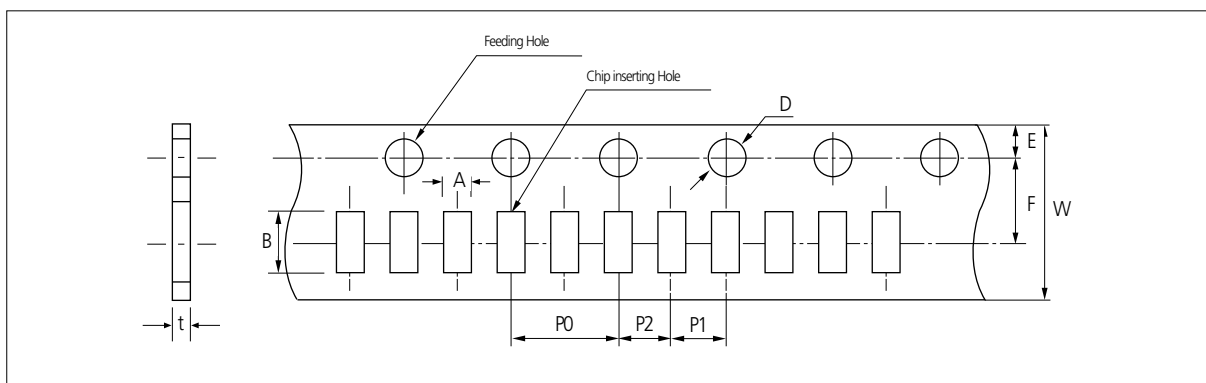 Feeding Hole
Chip inserting Hole
D
E
A
F
W
B
t
P0
P2
P1